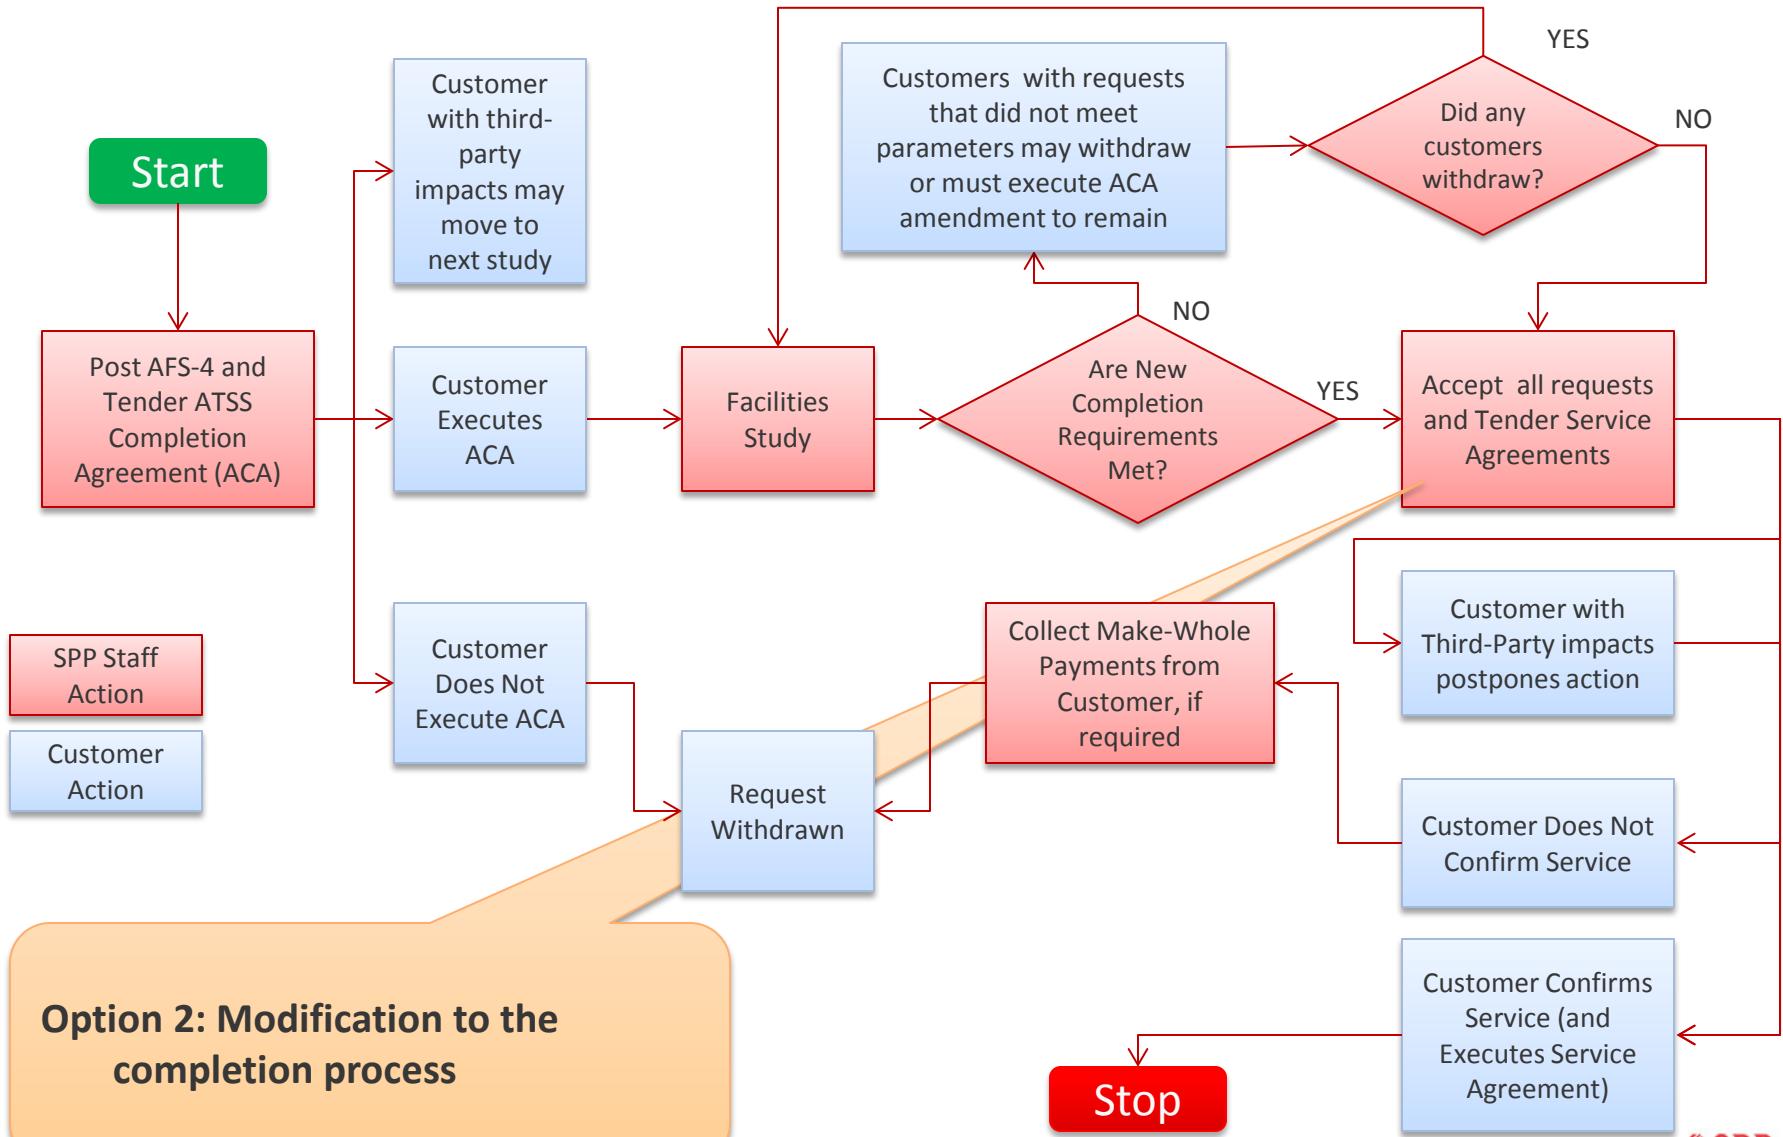 Start
Post AFS-4 and
Tender ATSS
Completion
Agreement (ACA)
Customer
with third-
party
impacts may
move to
next study
Customer
Executes
ACA
Customer
Does Not
Execute ACA
Facilities
Study
Customers with requests
that did not meet
parameters may withdraw
or must execute ACA
amendment to remain
NO
Are New
Completion
Requirements
Met?
YES
YES
Did any
customers
withdraw?
NO
Accept all requests
and Tender Service
Agreements
Customer with
Third-Party impacts
postpones action
Customer Does Not
Confirm Service
Customer Confirms
Service (and
Executes Service
Agreement)
Collect Make-Whole
Payments from
Customer, if
required
Request
Withdrawn
Stop
SPP Staff
Action
Customer
Action
Option 2: Modification to the
completion process